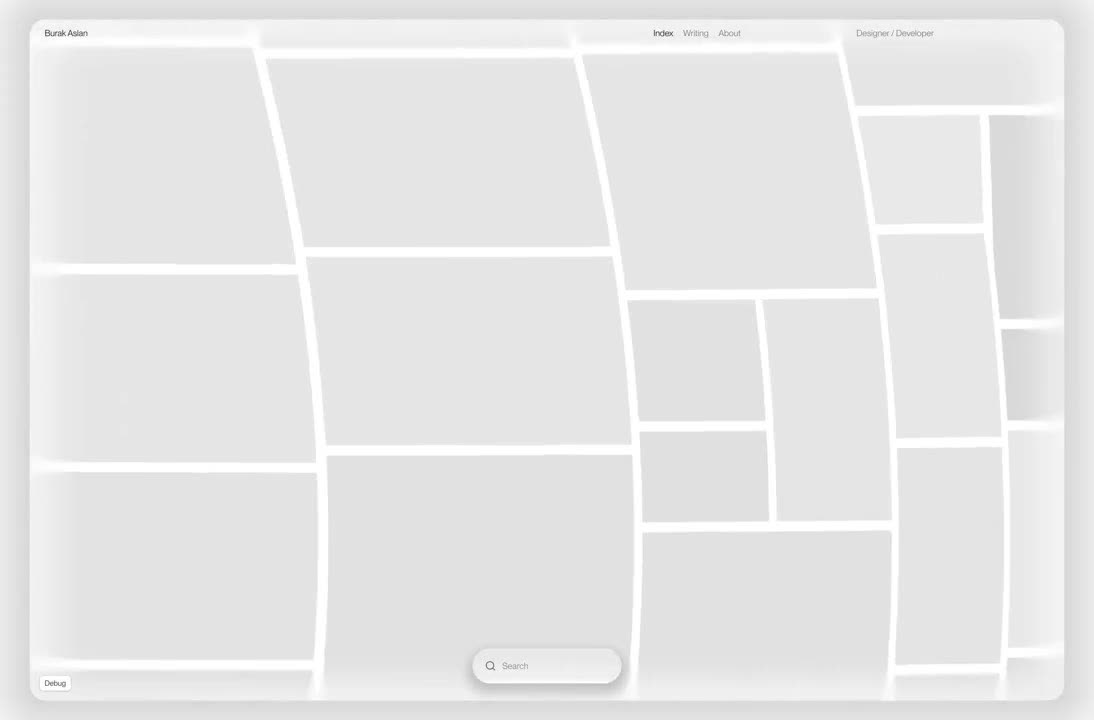 Burak Aslan
Index Writing About
Designer / Developer
Search
Debug